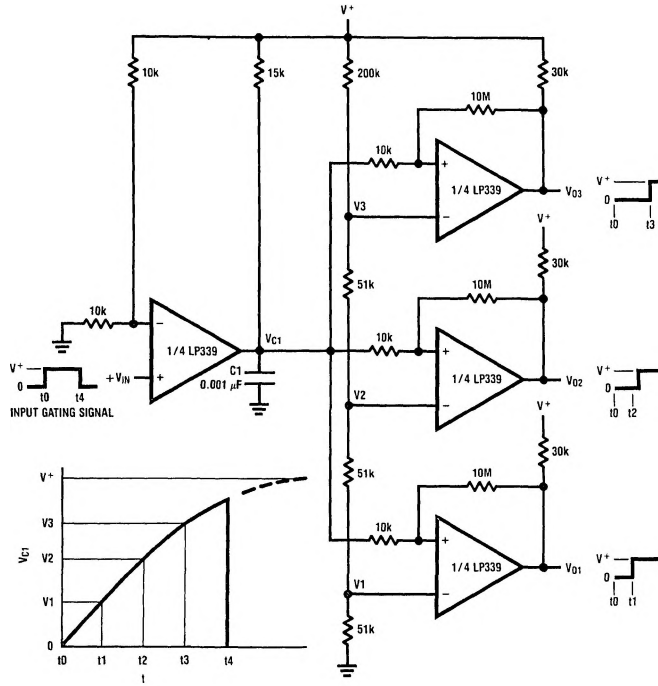 V⁺
10k
15k
200k
30k
10M
10k
+
1/4 LP339
−
V03
V⁺
0
t0
t3
V3
V⁺
30k
51k
10M
10k
+
1/4 LP339
−
V02
V⁺
0
t0
t2
V2
10k
−
1/4 LP339
+
+VIN
VC1
C1
0.001 μF
V⁺
0
t0
t4
INPUT GATING SIGNAL
V⁺
30k
51k
10M
10k
+
1/4 LP339
−
V01
V⁺
0
t0
t1
V1
51k
V⁺
V3
V2
V1
0
VC1
t0
t1
t2
t3
t4
t